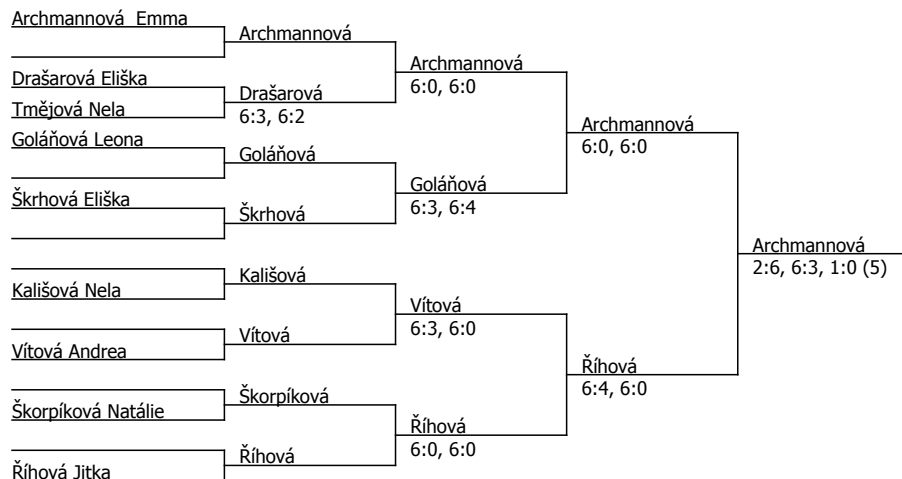 Archmannová  Emma
Archmannová
Archmannová
6:0, 6:0
Drašarová Eliška
Drašarová
6:3, 6:2
Tmějová Nela
Archmannová
6:0, 6:0
Goláňová Leona
Goláňová
Goláňová
6:3, 6:4
Škrhová Eliška
Škrhová
Archmannová
2:6, 6:3, 1:0 (5)
Kališová
Kališová Nela
Vítová
6:3, 6:0
Vítová
Vítová Andrea
Říhová
6:4, 6:0
Škorpíková
Škorpíková Natálie
Říhová
6:0, 6:0
Říhová
Říhová Jitka